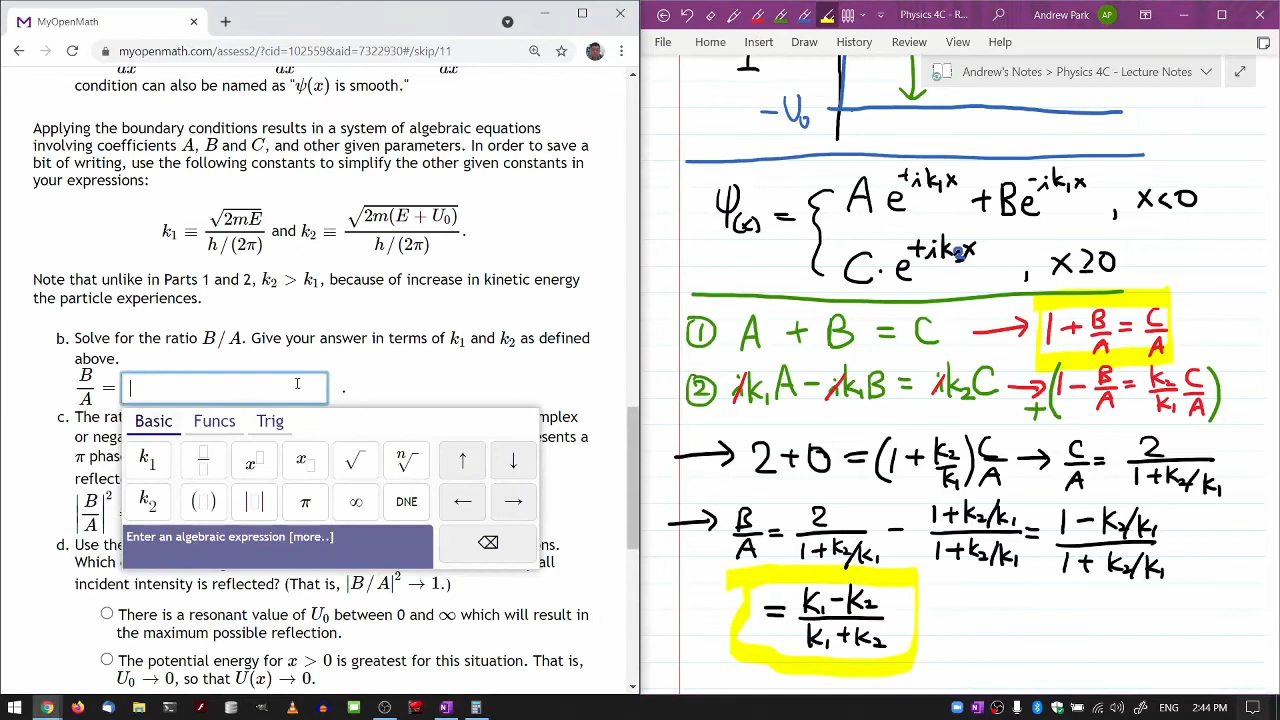 MyOpenMath
myopenmath.com/assess2/?cid=102559&aid=7322930#/skip/11
dx dx dx
condition can also be named as "ψ(x) is smooth."
Applying the boundary conditions results in a system of algebraic equations
involving coefficients A, B and C, and other given parameters. In order to save a
bit of writing, use the following constants to simplify the other given constants in
your expressions:
k₁ ≡ √(2mE) / (h/(2π)) and k₂ ≡ √(2m(E + U₀)) / (h/(2π)).
Note that unlike in Parts 1 and 2, k₂ > k₁, because of increase in kinetic energy
the particle experiences.
b. Solve for the ratio B/A. Give your answer in terms of k₁ and k₂ as defined
above.
B/A = .
c. The rat mplex
or nega esents a
π phas
reflect
|B/A|² =
Basic Funcs Trig
k₁ √ ⁿ√ ↑ ↓
k₂ (□) |□| π ∞ DNE ← →
Enter an algebraic expression [more..]
d. Use the ons.
Which all
incident intensity is reflected? (That is, |B/A|² → 1.)
There is a resonant value of U₀ between 0 and ∞ which will result in
the maximum possible reflection.
The potential energy for x > 0 is greatest for this situation. That is,
U₀ → 0, so that U(x) → 0.
Physics 4C - R... Andrew Park AP
File Home Insert Draw History Review View Help
Andrew's Notes > Physics 4C - Lecture Notes
-U₀
ψ(x) = { A e^(+ik₁x) + B e^(-ik₁x) , x<0
C·e^(+ik₂x) , x≥0
① A + B = C → 1 + B/A = C/A
② ik₁A - ik₁B = ik₂C → +(1 - B/A = k₂/k₁ C/A)
→ 2+0 = (1 + k₂/k₁) C/A → C/A = 2/(1+k₂/k₁)
→ B/A = 2/(1+k₂/k₁) - (1+k₂/k₁)/(1+k₂/k₁) = (1-k₂/k₁)/(1+k₂/k₁)
= (k₁-k₂)/(k₁+k₂)
ENG 2:44 PM